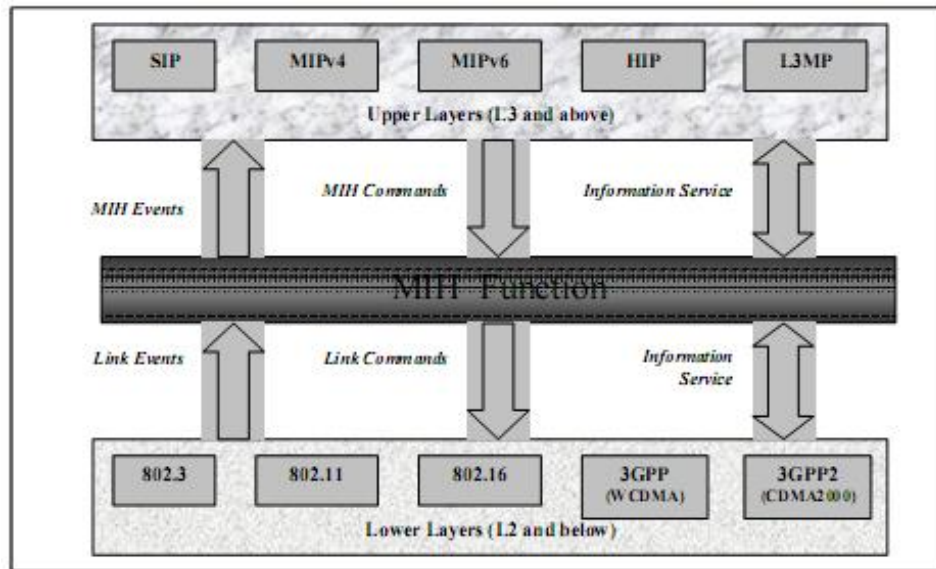 SIP MIPv4 MIPv6 HIP L3MP
Upper Layers (L3 and above)
MIH Events
MIH Commands
Information Service
MIH Function
Link Events
Link Commands
Information
Service
802.3 802.11 802.16 3GPP 3GPP2
(WCDMA) (CDMA2000)
Lower Layers (L2 and below)